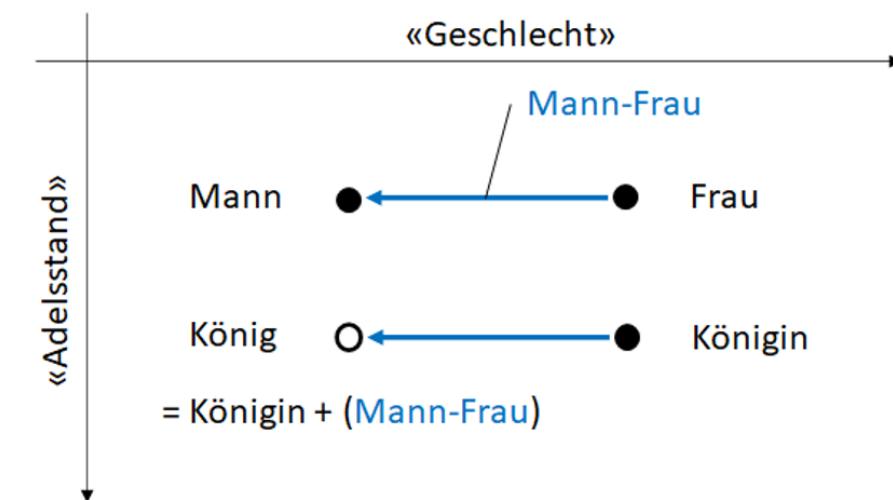 «Geschlecht»
Mann-Frau
Mann
Frau
«Adelsstand»
König
Königin
= Königin + (Mann-Frau)